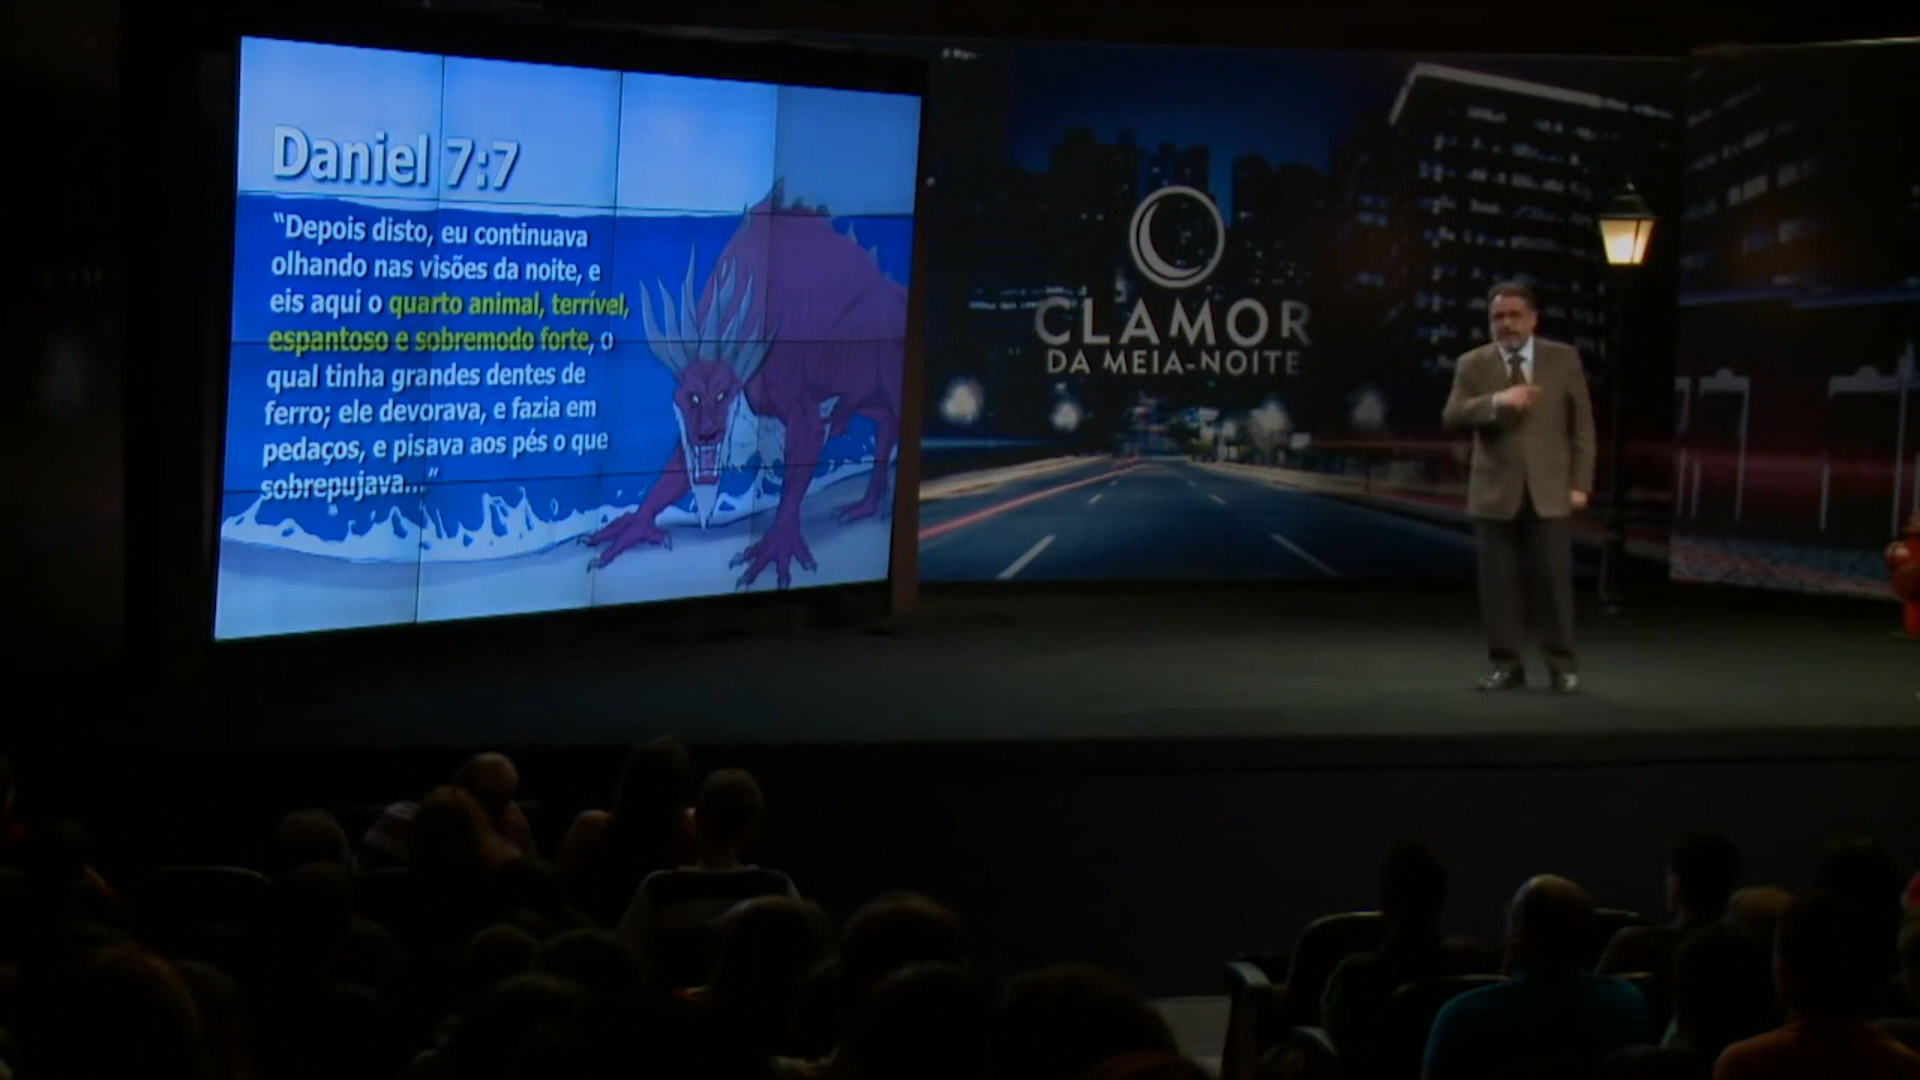 Daniel 7:7
“Depois disto, eu continuava
olhando nas visões da noite, e
eis aqui o quarto animal, terrível,
espantoso e sobremodo forte, o
qual tinha grandes dentes de
ferro; ele devorava, e fazia em
pedaços, e pisava aos pés o que
sobrepujava...”
CLAMOR
DA MEIA-NOITE